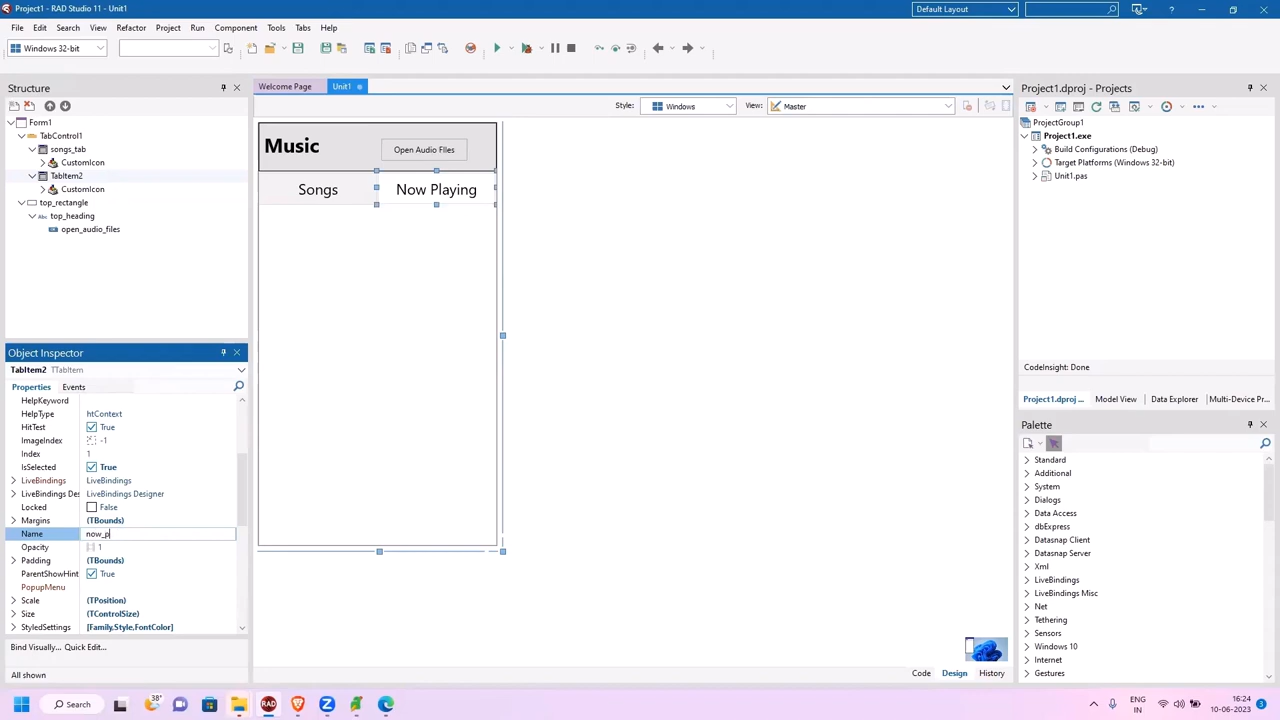 Project1 - RAD Studio 11 - Unit1
Default Layout
File Edit Search View Refactor Project Run Component Tools Tabs Help
Windows 32-bit
Structure
Form1
TabControl1
songs_tab
CustomIcon
TabItem2
CustomIcon
top_rectangle
Abc top_heading
open_audio_files
Object Inspector
TabItem2 TTabItem
Properties Events
HelpKeyword
HelpType htContext
HitTest True
ImageIndex -1
Index 1
IsSelected True
LiveBindings LiveBindings
LiveBindings Des LiveBindings Designer
Locked False
Margins (TBounds)
Name now_p
Opacity 1
Padding (TBounds)
ParentShowHint True
PopupMenu
Scale (TPosition)
Size (TControlSize)
StyledSettings [Family,Style,FontColor]
Bind Visually... Quick Edit...
All shown
Welcome Page Unit1
Style: Windows View: Master
Music Open Audio Files
Songs Now Playing
Code Design History
Project1.dproj - Projects
ProjectGroup1
Project1.exe
Build Configurations (Debug)
Target Platforms (Windows 32-bit)
Unit1.pas
CodeInsight: Done
Project1.dproj ... Model View Data Explorer Multi-Device Pr...
Palette
Standard
Additional
System
Dialogs
Data Access
dbExpress
Datasnap Client
Datasnap Server
Xml
LiveBindings
LiveBindings Misc
Net
Tethering
Sensors
Windows 10
Internet
Gestures
Search RAD 38° ENG IN 16:24 10-06-2023 3